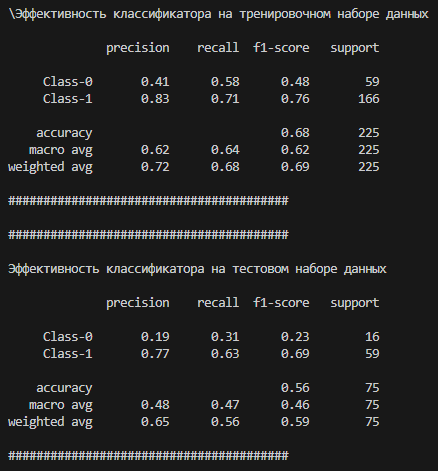 \Эффективность классификатора на тренировочном наборе данных
precision recall f1-score support
Class-0 0.41 0.58 0.48 59
Class-1 0.83 0.71 0.76 166
accuracy 0.68 225
macro avg 0.62 0.64 0.62 225
weighted avg 0.72 0.68 0.69 225
########################################
########################################
Эффективность классификатора на тестовом наборе данных
precision recall f1-score support
Class-0 0.19 0.31 0.23 16
Class-1 0.77 0.63 0.69 59
accuracy 0.56 75
macro avg 0.48 0.47 0.46 75
weighted avg 0.65 0.56 0.59 75
########################################